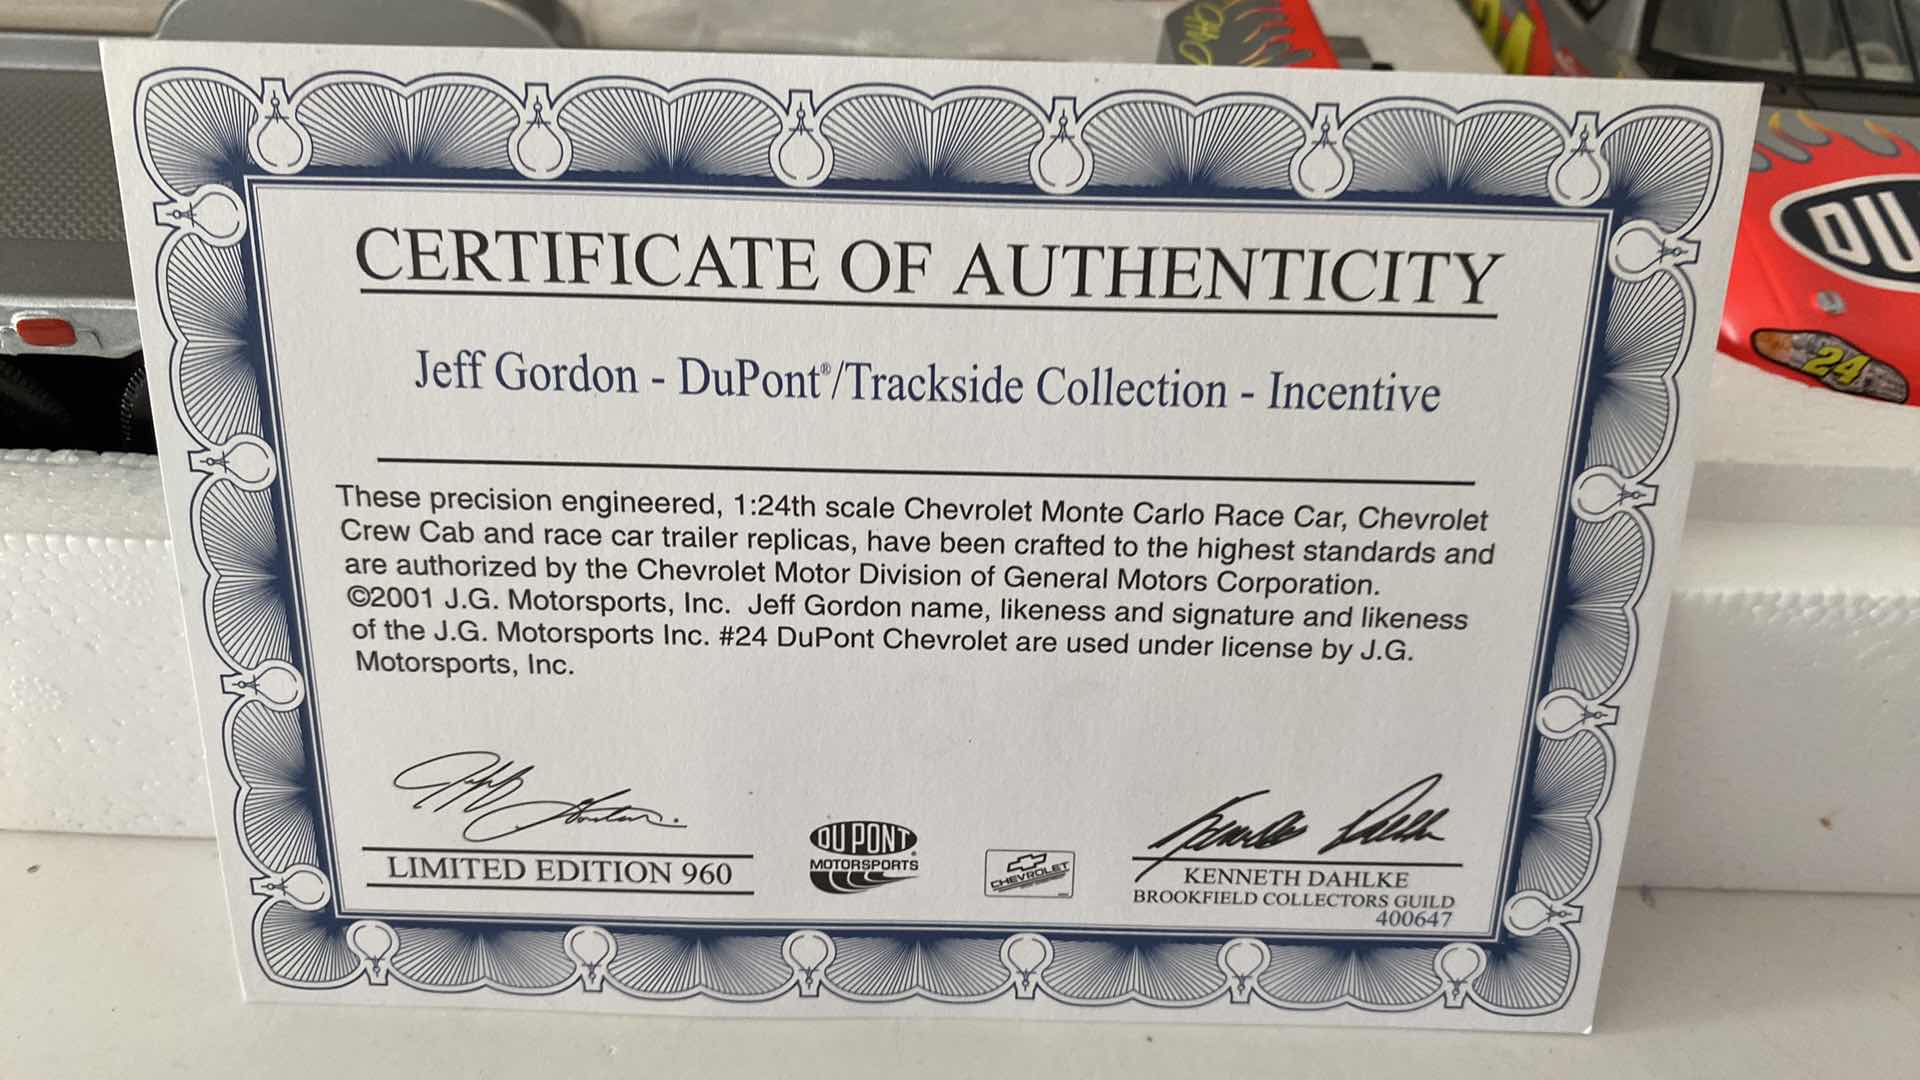 CERTIFICATE OF AUTHENTICITY
Jeff Gordon - DuPont®/Trackside Collection - Incentive
These precision engineered, 1:24th scale Chevrolet Monte Carlo Race Car, Chevrolet
Crew Cab and race car trailer replicas, have been crafted to the highest standards and
are authorized by the Chevrolet Motor Division of General Motors Corporation.
©2001 J.G. Motorsports, Inc. Jeff Gordon name, likeness and signature and likeness
of the J.G. Motorsports Inc. #24 DuPont Chevrolet are used under license by J.G.
Motorsports, Inc.
LIMITED EDITION 960
DU PONT
MOTORSPORTS
CHEVROLET
KENNETH DAHLKE
BROOKFIELD COLLECTORS GUILD
400647
DU
24